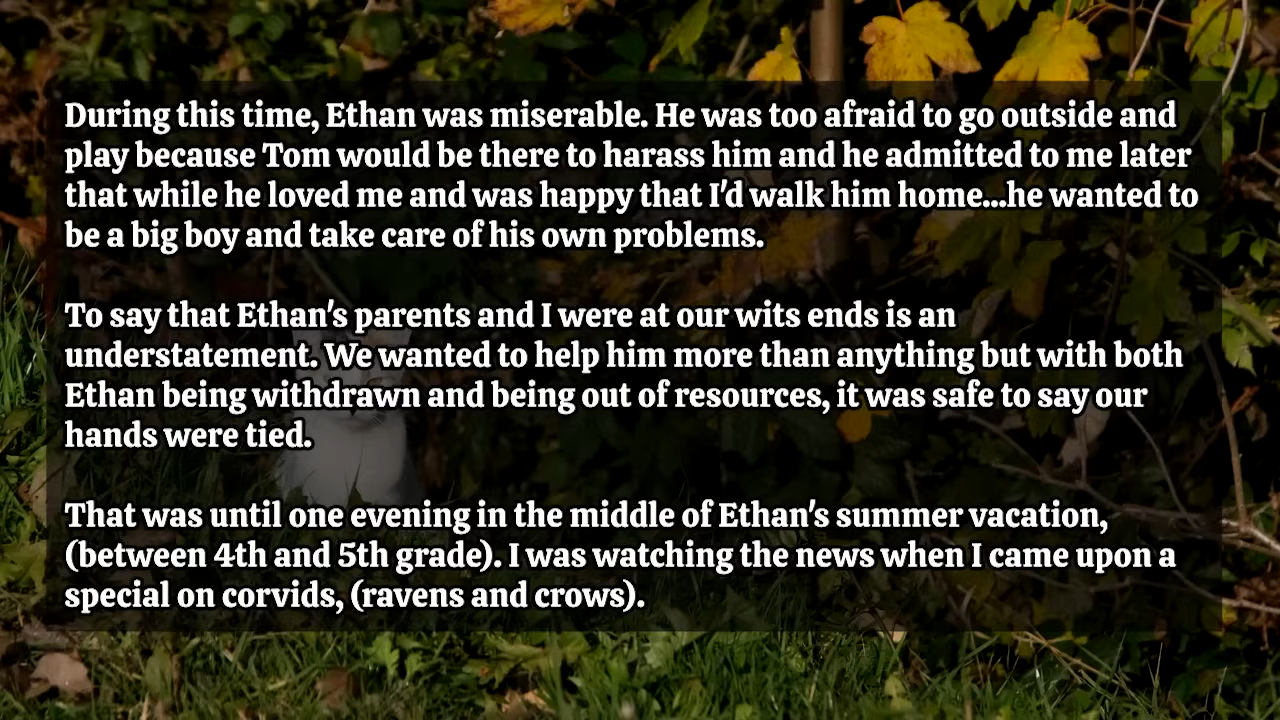 During this time, Ethan was miserable. He was too afraid to go outside and
play because Tom would be there to harass him and he admitted to me later
that while he loved me and was happy that I'd walk him home...he wanted to
be a big boy and take care of his own problems.
To say that Ethan's parents and I were at our wits ends is an
understatement. We wanted to help him more than anything but with both
Ethan being withdrawn and being out of resources, it was safe to say our
hands were tied.
That was until one evening in the middle of Ethan's summer vacation,
(between 4th and 5th grade). I was watching the news when I came upon a
special on corvids, (ravens and crows).